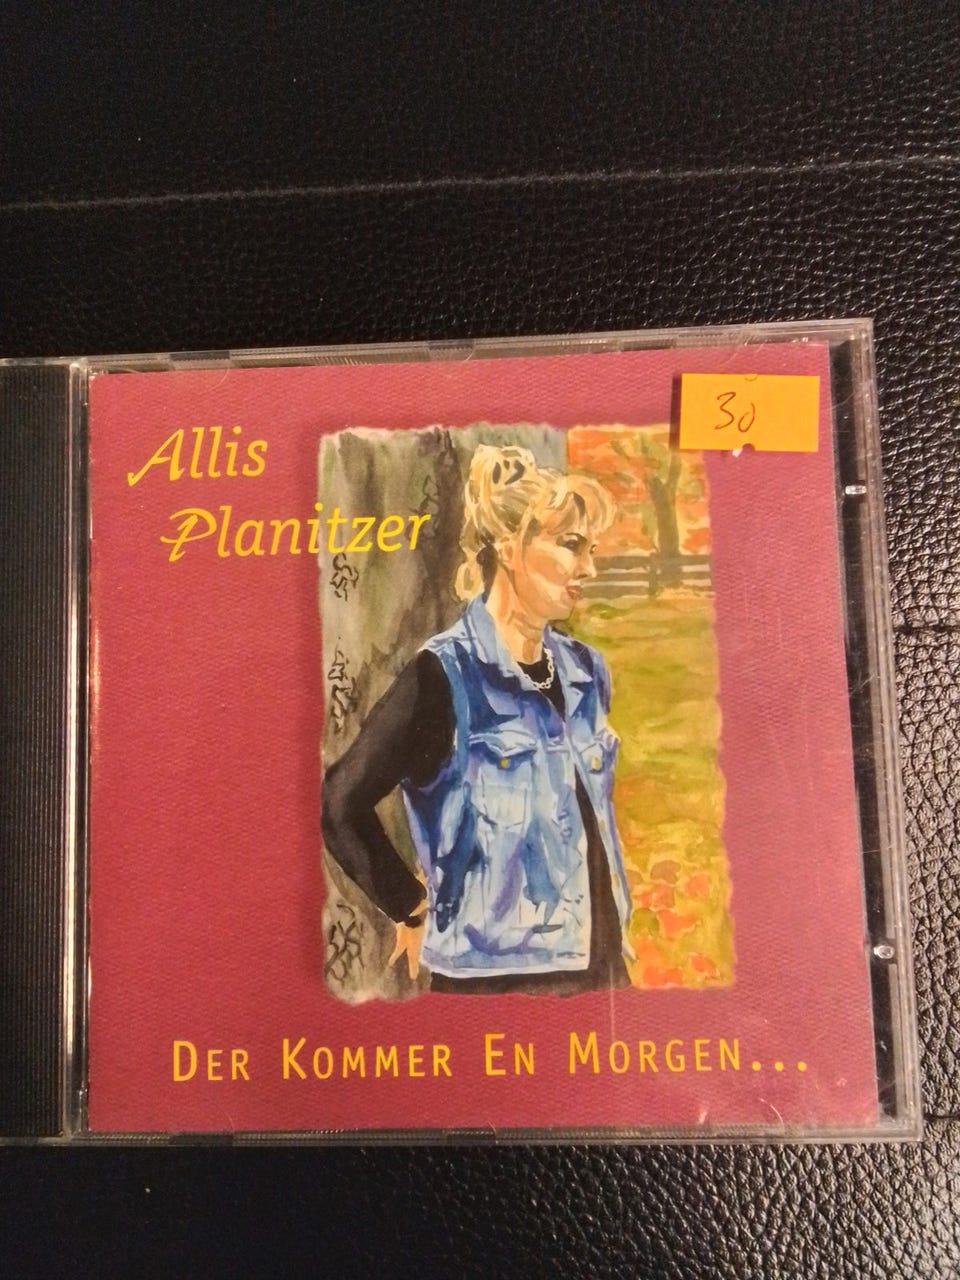 30
Allis
Planitzer
DER KOMMER EN MORGEN...